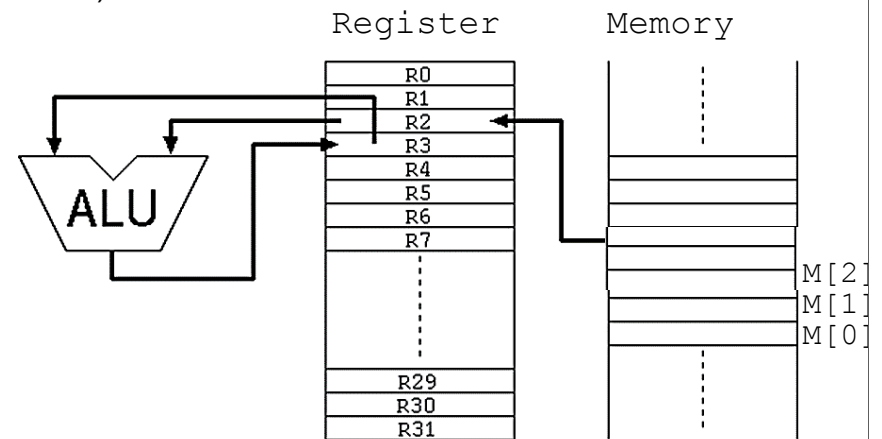 Register Memory
R0
R1
R2
R3
R4
R5
R6
R7
ALU
M[2]
M[1]
M[0]
R29
R30
R31